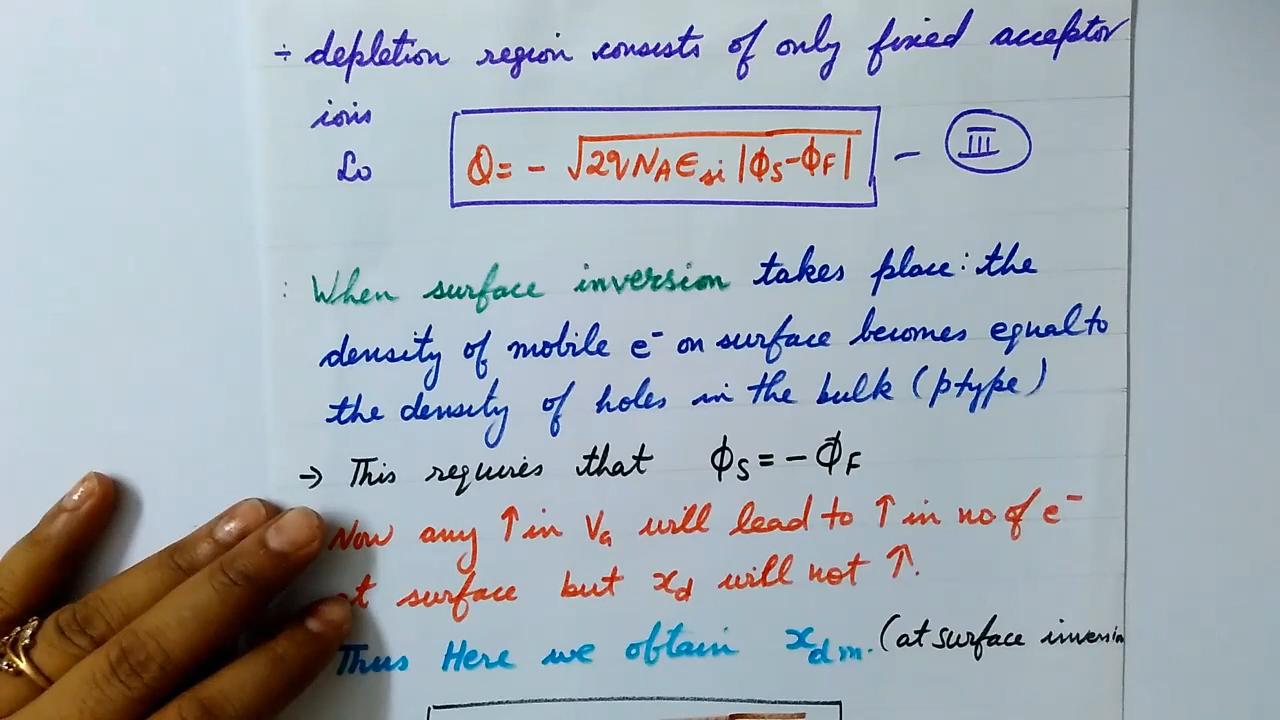 ÷ depletion region consists of only fixed acceptor
ions
So Q = - √2qNAϵsi |ϕS-ϕF| - III
: When surface inversion takes place: the
density of mobile e⁻ on surface becomes equal to
the density of holes in the bulk (ptype)
→ This requires that ϕS = - ϕF
Now any ↑ in VG will lead to ↑ in no of e⁻
at surface but xd will not ↑.
Thus Here we obtain xdm. (at surface inversion